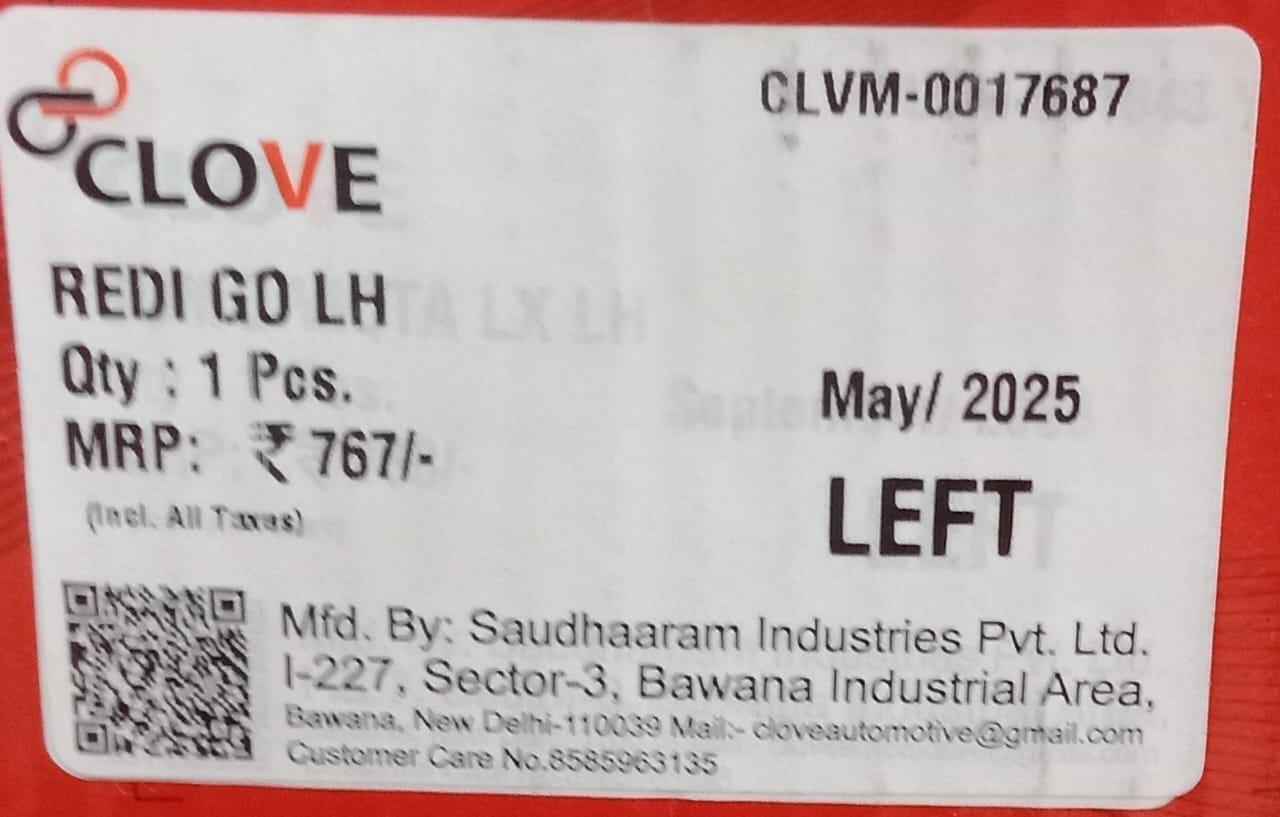 CLOVE
CLVM-0017687
REDI GO LH
Qty : 1 Pcs.
MRP: ₹ 767/-
(Incl. All Taxes)
May/ 2025
LEFT
Mfd. By: Saudhaaram Industries Pvt. Ltd.
I-227, Sector-3, Bawana Industrial Area,
Bawana, New Delhi-110039 Mail:- cloveautomotive@gmail.com
Customer Care No.8585963135